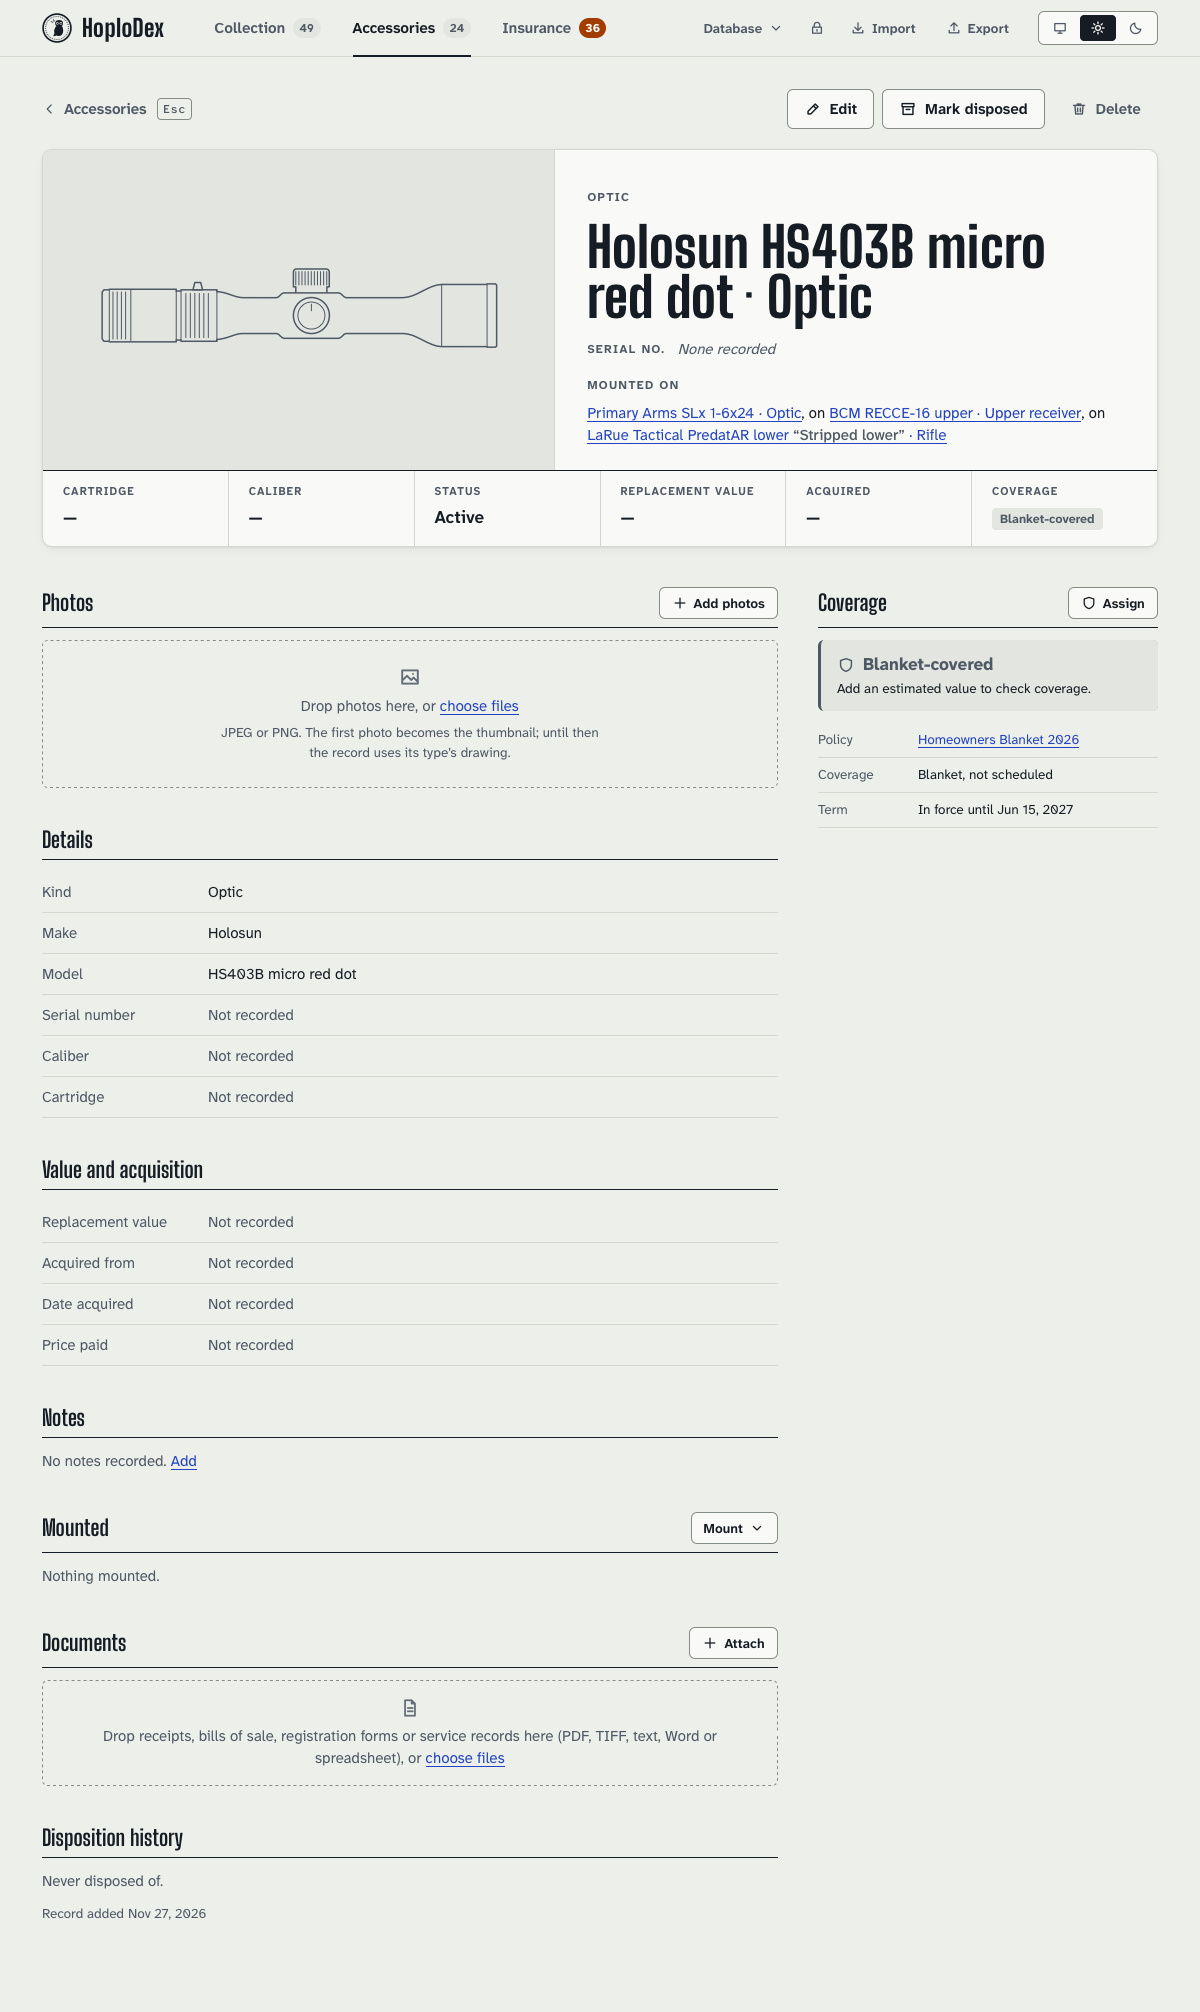 HoploDex
Collection 49
Accessories 24
Insurance 36
Database
Import
Export
Accessories Esc
Edit
Mark disposed
Delete
OPTIC
Holosun HS403B micro
red dot · Optic
SERIAL NO. None recorded
MOUNTED ON
Primary Arms SLx 1-6x24 · Optic, on BCM RECCE-16 upper · Upper receiver, on
LaRue Tactical PredatAR lower “Stripped lower” · Rifle
CARTRIDGE
—
CALIBER
—
STATUS
Active
REPLACEMENT VALUE
—
ACQUIRED
—
COVERAGE
Blanket-covered
Photos
Add photos
Drop photos here, or choose files
JPEG or PNG. The first photo becomes the thumbnail; until then
the record uses its type’s drawing.
Coverage
Assign
Blanket-covered
Add an estimated value to check coverage.
Policy Homeowners Blanket 2026
Coverage Blanket, not scheduled
Term In force until Jun 15, 2027
Details
Kind Optic
Make Holosun
Model HS403B micro red dot
Serial number Not recorded
Caliber Not recorded
Cartridge Not recorded
Value and acquisition
Replacement value Not recorded
Acquired from Not recorded
Date acquired Not recorded
Price paid Not recorded
Notes
No notes recorded. Add
Mounted
Mount
Nothing mounted.
Documents
Attach
Drop receipts, bills of sale, registration forms or service records here (PDF, TIFF, text, Word or
spreadsheet), or choose files
Disposition history
Never disposed of.
Record added Nov 27, 2026